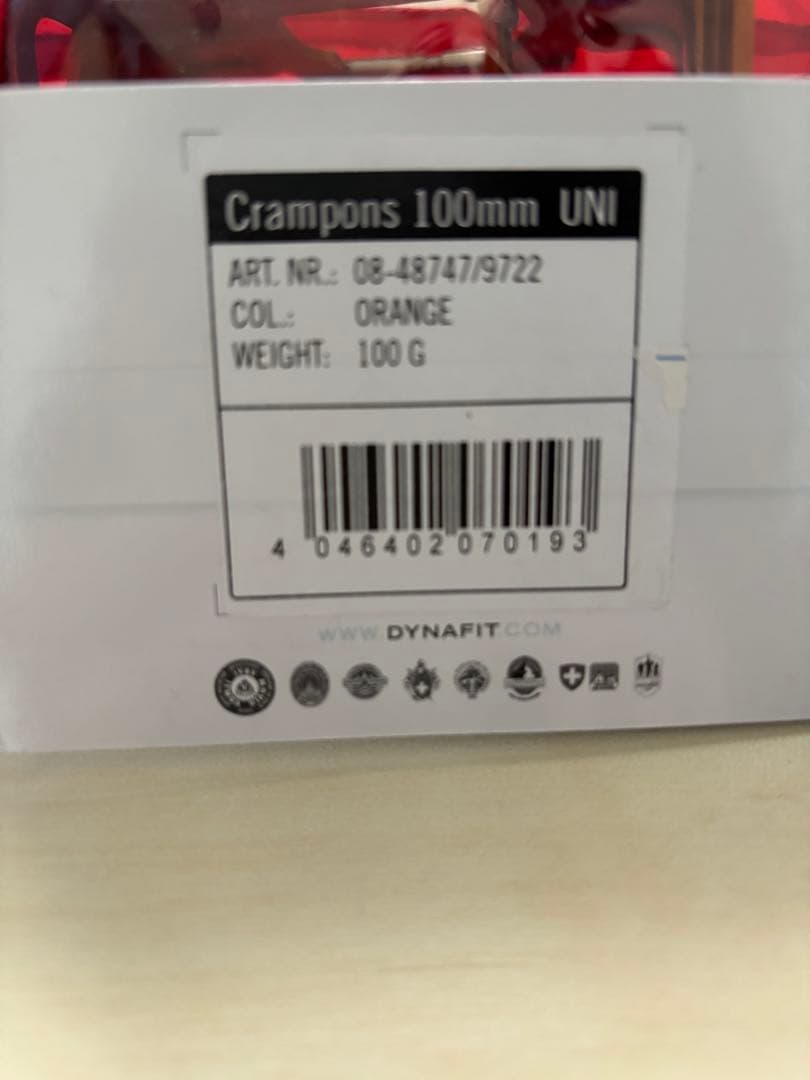 Crampons 100mm UNI
ART. NR.: 08-48747/9722
COL.: ORANGE
WEIGHT: 100 G
4 046402 070193
WWW.DYNAFIT.COM